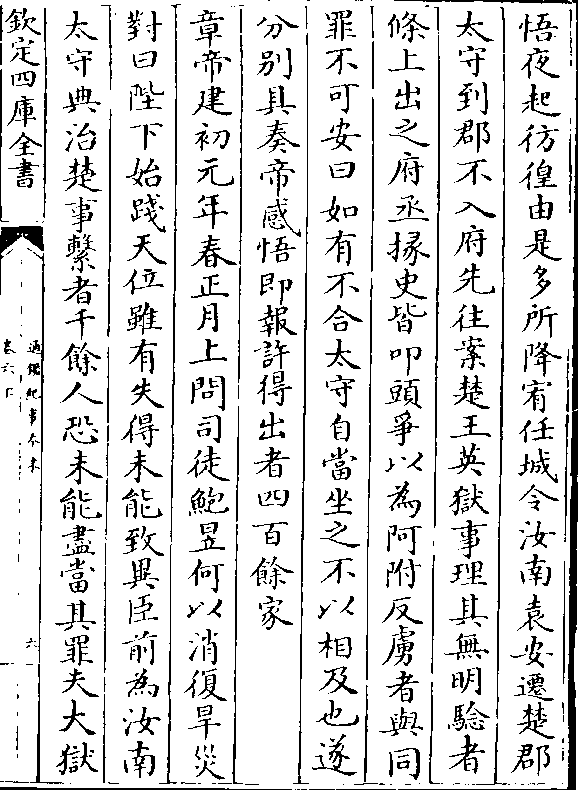 悟夜起彷徨由是多所降宥任城令汝南袁安遷楚郡
太守到郡不入府先往案楚王英獄事理其無明驗者
條上出之府丞掾史皆叩頭爭以為阿附反虜者與同
罪不可安曰如有不合太守自當坐之不以相及也遂
分別具奏帝感悟即報許得出者四百餘家
章帝建初元年春正月上問司徒鮑昱何以消復旱災
對曰陛下始踐天位雖有失得未能致異臣前為汝南
太守典治楚事繫者千餘人恐未能盡當其罪夫大獄
欽定四庫全書
通鑑紀事本末
卷六下
六